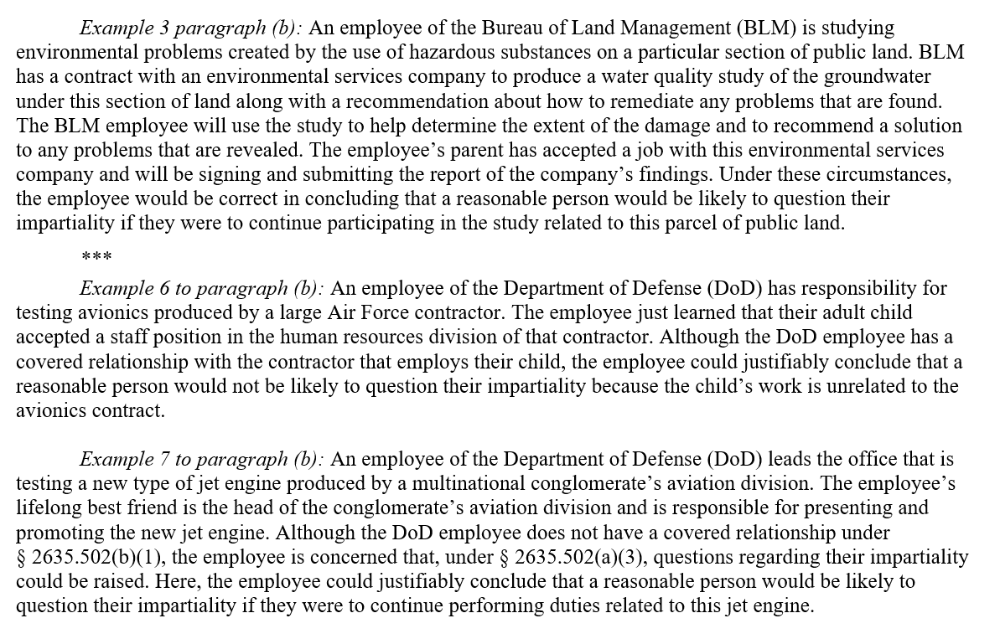 Example 3 paragraph (b): An employee of the Bureau of Land Management (BLM) is studying
environmental problems created by the use of hazardous substances on a particular section of public land. BLM
has a contract with an environmental services company to produce a water quality study of the groundwater
under this section of land along with a recommendation about how to remediate any problems that are found.
The BLM employee will use the study to help determine the extent of the damage and to recommend a solution
to any problems that are revealed. The employee’s parent has accepted a job with this environmental services
company and will be signing and submitting the report of the company’s findings. Under these circumstances,
the employee would be correct in concluding that a reasonable person would be likely to question their
impartiality if they were to continue participating in the study related to this parcel of public land.
***
Example 6 to paragraph (b): An employee of the Department of Defense (DoD) has responsibility for
testing avionics produced by a large Air Force contractor. The employee just learned that their adult child
accepted a staff position in the human resources division of that contractor. Although the DoD employee has a
covered relationship with the contractor that employs their child, the employee could justifiably conclude that a
reasonable person would not be likely to question their impartiality because the child’s work is unrelated to the
avionics contract.
Example 7 to paragraph (b): An employee of the Department of Defense (DoD) leads the office that is
testing a new type of jet engine produced by a multinational conglomerate’s aviation division. The employee’s
lifelong best friend is the head of the conglomerate’s aviation division and is responsible for presenting and
promoting the new jet engine. Although the DoD employee does not have a covered relationship under
§ 2635.502(b)(1), the employee is concerned that, under § 2635.502(a)(3), questions regarding their impartiality
could be raised. Here, the employee could justifiably conclude that a reasonable person would be likely to
question their impartiality if they were to continue performing duties related to this jet engine.